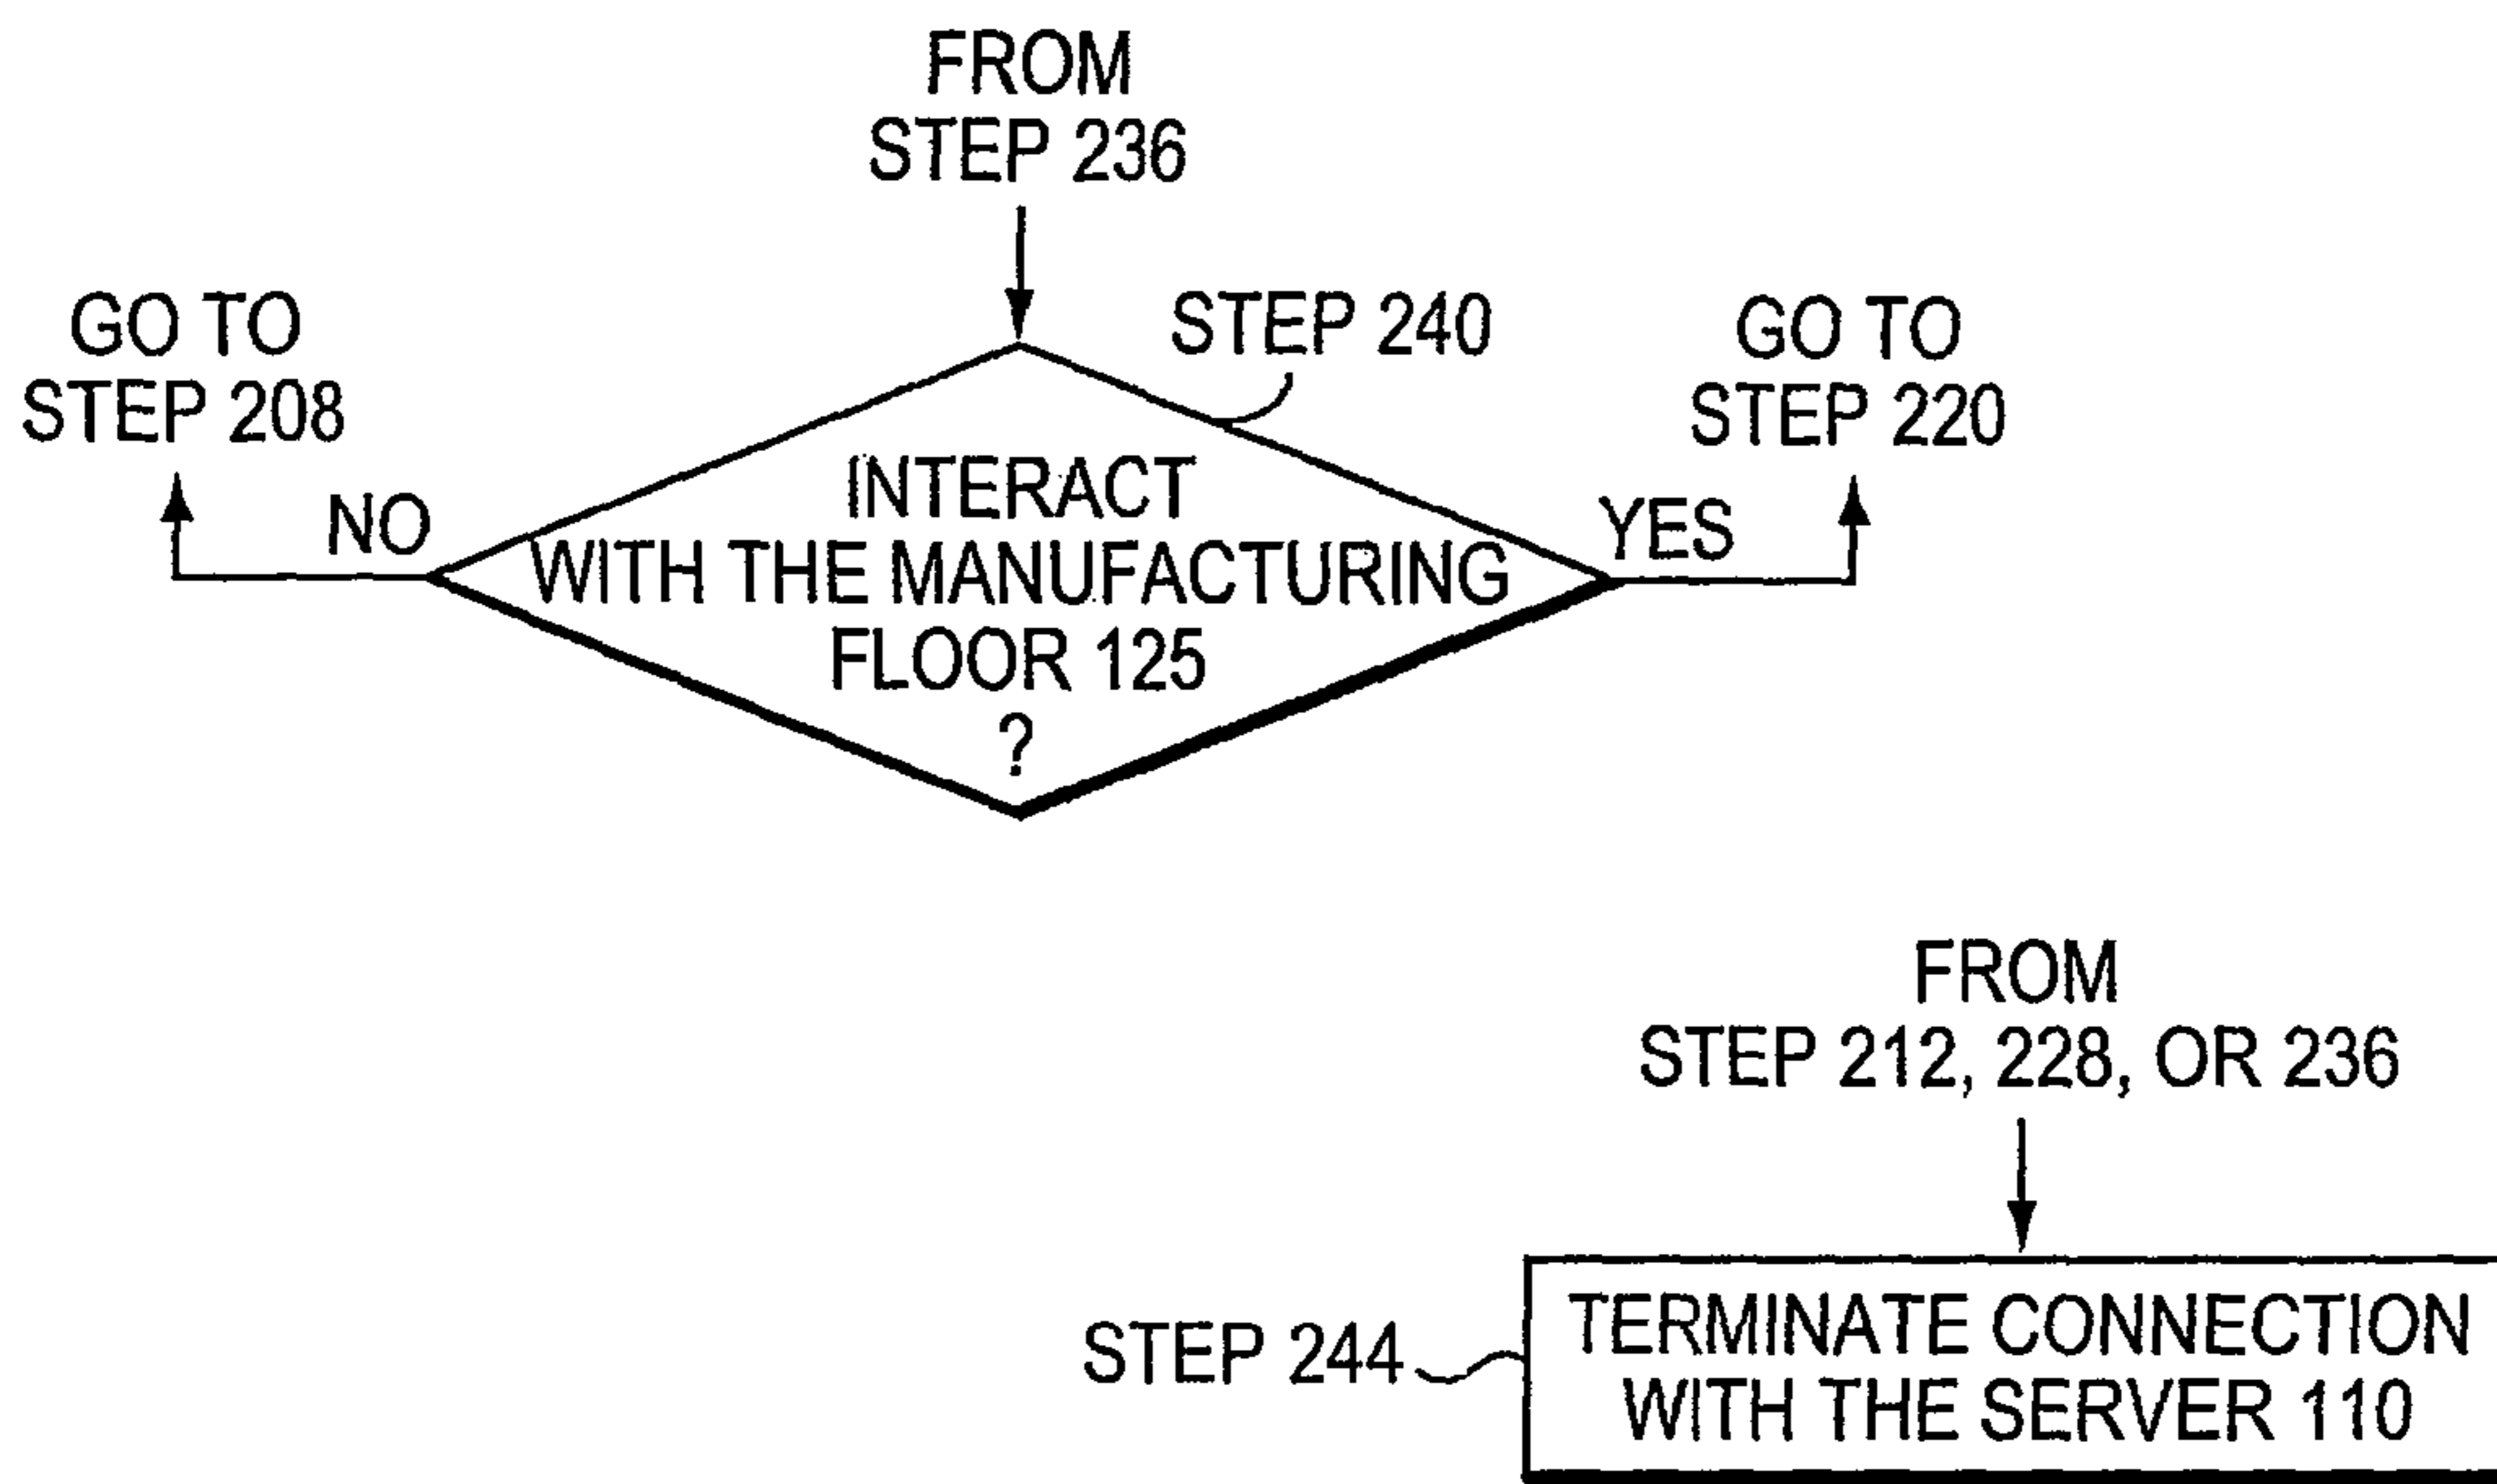 FROM
STEP 236
GO TO
STEP 208
STEP 240
GO TO
STEP 220
NO
YES
INTERACT
WITH THE MANUFACTURING
FLOOR 125
?
FROM
STEP 212, 228, OR 236
STEP 244
TERMINATE CONNECTION
WITH THE SERVER 110